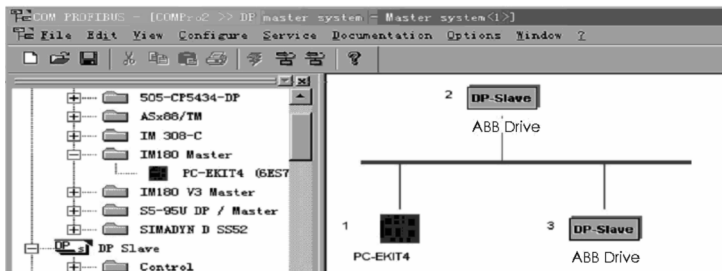 COM PROFIBUS - [COMPro2 >> DP master system - Master system<1>]
File Edit View Configure Service Documentation Options Window ?
505-CP5434-DP
ASx88/TM
IM 308-C
IM180 Master
PC-EKIT4 (6ES7
IM180 V3 Master
S5-95U DP / Master
SIMADYN D SS52
DP Slave
Control
2 DP-Slave
ABB Drive
1
PC-EKIT4
3 DP-Slave
ABB Drive